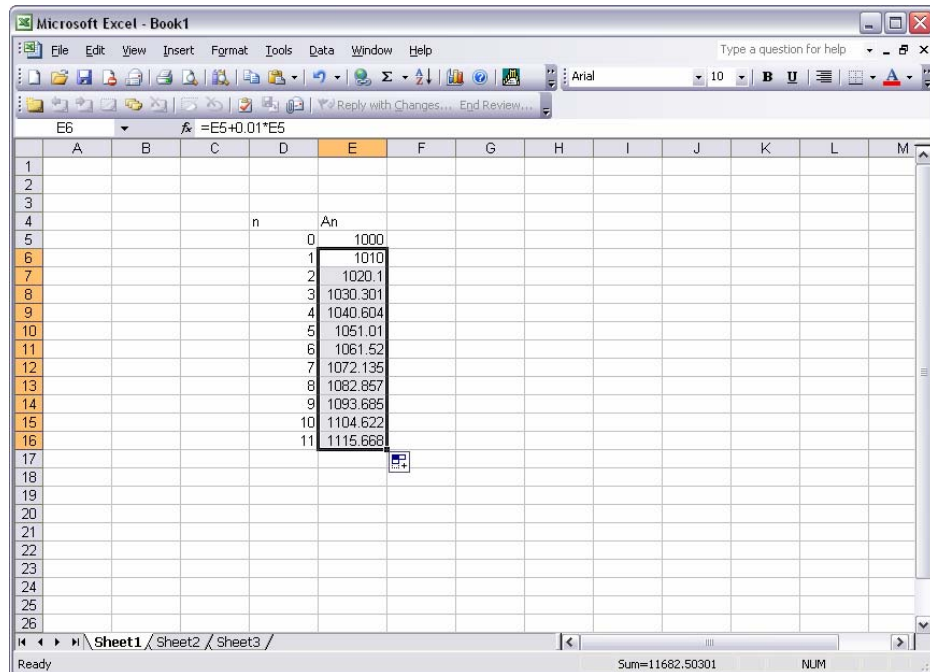 Microsoft Excel - Book1
File Edit View Insert Format Tools Data Window Help Type a question for help
Arial 10 B U A
Reply with Changes... End Review...
E6 fx =E5+0.01*E5
A B C D E F G H I J K L M
1
2
3
4 n An
5 0 1000
6 1 1010
7 2 1020.1
8 3 1030.301
9 4 1040.604
10 5 1051.01
11 6 1061.52
12 7 1072.135
13 8 1082.857
14 9 1093.685
15 10 1104.622
16 11 1115.668
17
18
19
20
21
22
23
24
25
26
Sheet1 Sheet2 Sheet3
Ready Sum=11682.50301 NUM